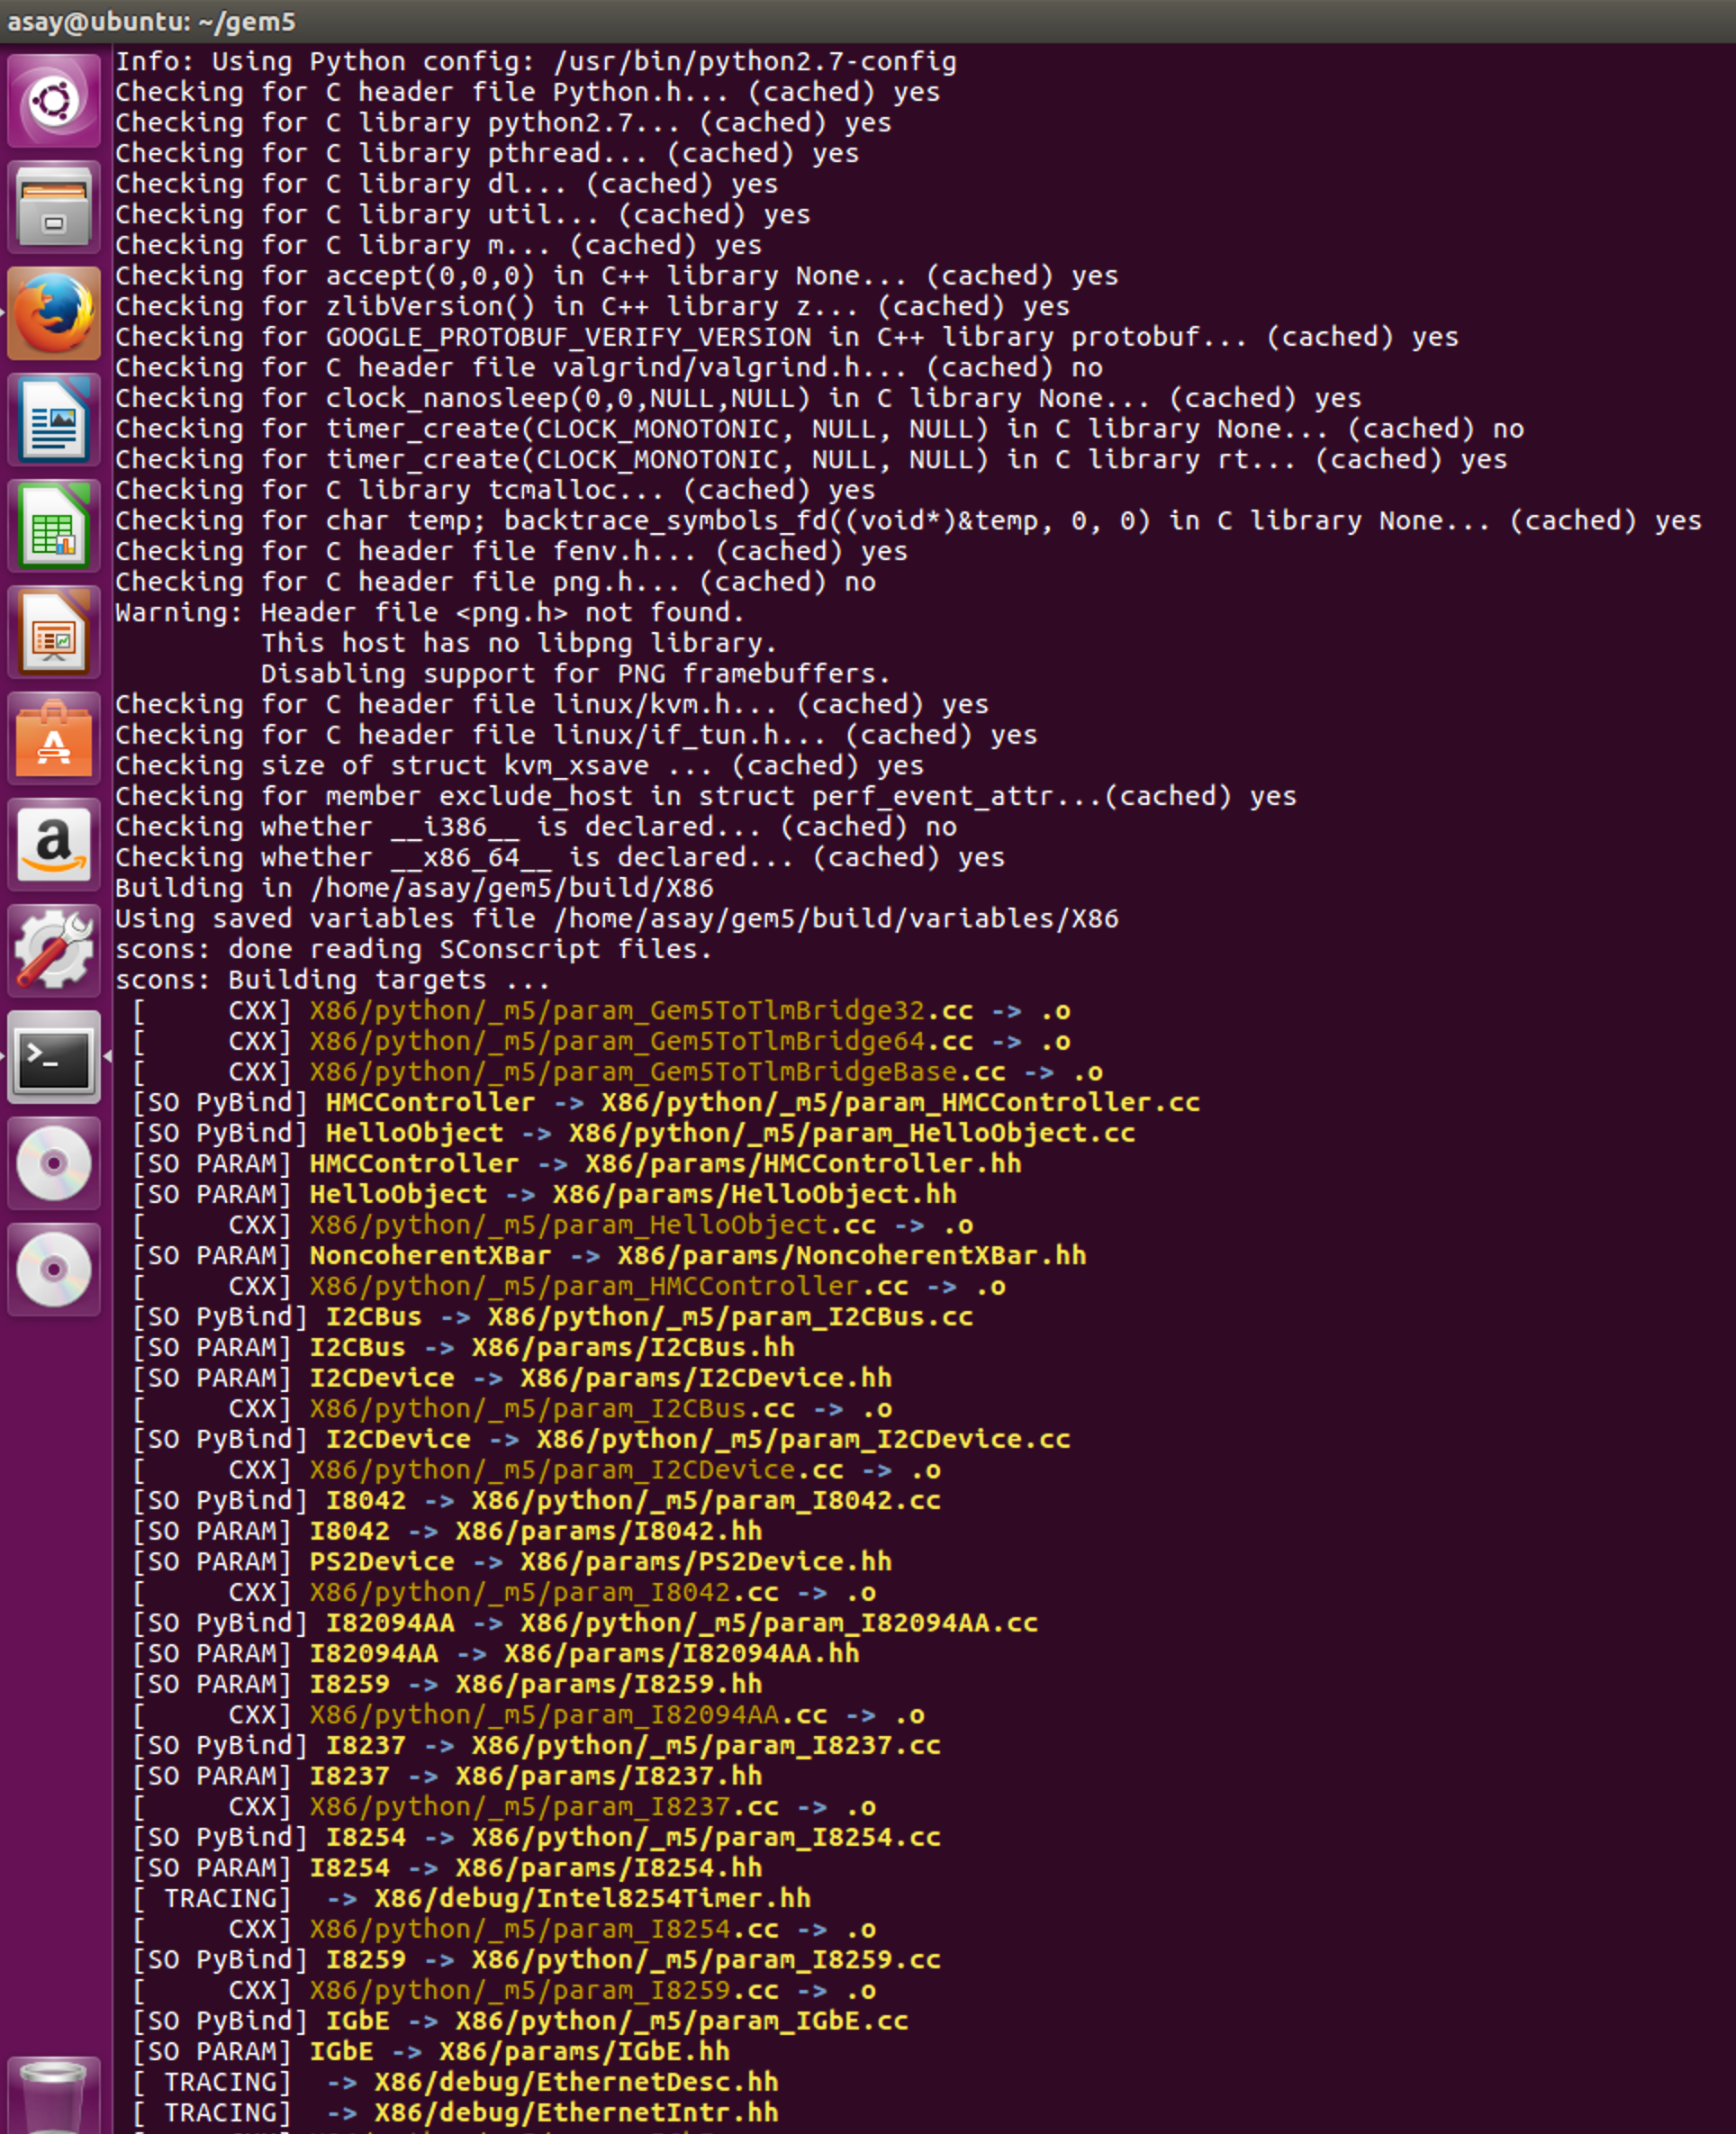 asay@ubuntu: ~/gem5
Info: Using Python config: /usr/bin/python2.7-config
Checking for C header file Python.h... (cached) yes
Checking for C library python2.7... (cached) yes
Checking for C library pthread... (cached) yes
Checking for C library dl... (cached) yes
Checking for C library util... (cached) yes
Checking for C library m... (cached) yes
Checking for accept(0,0,0) in C++ library None... (cached) yes
Checking for zlibVersion() in C++ library z... (cached) yes
Checking for GOOGLE_PROTOBUF_VERIFY_VERSION in C++ library protobuf... (cached) yes
Checking for C header file valgrind/valgrind.h... (cached) no
Checking for clock_nanosleep(0,0,NULL,NULL) in C library None... (cached) yes
Checking for timer_create(CLOCK_MONOTONIC, NULL, NULL) in C library None... (cached) no
Checking for timer_create(CLOCK_MONOTONIC, NULL, NULL) in C library rt... (cached) yes
Checking for C library tcmalloc... (cached) yes
Checking for char temp; backtrace_symbols_fd((void*)&temp, 0, 0) in C library None... (cached) yes
Checking for C header file fenv.h... (cached) yes
Checking for C header file png.h... (cached) no
Warning: Header file <png.h> not found.
This host has no libpng library.
Disabling support for PNG framebuffers.
Checking for C header file linux/kvm.h... (cached) yes
Checking for C header file linux/if_tun.h... (cached) yes
Checking size of struct kvm_xsave ... (cached) yes
Checking for member exclude_host in struct perf_event_attr...(cached) yes
Checking whether __i386__ is declared... (cached) no
Checking whether __x86_64__ is declared... (cached) yes
Building in /home/asay/gem5/build/X86
Using saved variables file /home/asay/gem5/build/variables/X86
scons: done reading SConscript files.
scons: Building targets ...
[     CXX] X86/python/_m5/param_Gem5ToTlmBridge32.cc -> .o
[     CXX] X86/python/_m5/param_Gem5ToTlmBridge64.cc -> .o
[     CXX] X86/python/_m5/param_Gem5ToTlmBridgeBase.cc -> .o
[SO PyBind] HMCController -> X86/python/_m5/param_HMCController.cc
[SO PyBind] HelloObject -> X86/python/_m5/param_HelloObject.cc
[SO PARAM] HMCController -> X86/params/HMCController.hh
[SO PARAM] HelloObject -> X86/params/HelloObject.hh
[     CXX] X86/python/_m5/param_HelloObject.cc -> .o
[SO PARAM] NoncoherentXBar -> X86/params/NoncoherentXBar.hh
[     CXX] X86/python/_m5/param_HMCController.cc -> .o
[SO PyBind] I2CBus -> X86/python/_m5/param_I2CBus.cc
[SO PARAM] I2CBus -> X86/params/I2CBus.hh
[SO PARAM] I2CDevice -> X86/params/I2CDevice.hh
[     CXX] X86/python/_m5/param_I2CBus.cc -> .o
[SO PyBind] I2CDevice -> X86/python/_m5/param_I2CDevice.cc
[     CXX] X86/python/_m5/param_I2CDevice.cc -> .o
[SO PyBind] I8042 -> X86/python/_m5/param_I8042.cc
[SO PARAM] I8042 -> X86/params/I8042.hh
[SO PARAM] PS2Device -> X86/params/PS2Device.hh
[     CXX] X86/python/_m5/param_I8042.cc -> .o
[SO PyBind] I82094AA -> X86/python/_m5/param_I82094AA.cc
[SO PARAM] I82094AA -> X86/params/I82094AA.hh
[SO PARAM] I8259 -> X86/params/I8259.hh
[     CXX] X86/python/_m5/param_I82094AA.cc -> .o
[SO PyBind] I8237 -> X86/python/_m5/param_I8237.cc
[SO PARAM] I8237 -> X86/params/I8237.hh
[     CXX] X86/python/_m5/param_I8237.cc -> .o
[SO PyBind] I8254 -> X86/python/_m5/param_I8254.cc
[SO PARAM] I8254 -> X86/params/I8254.hh
[ TRACING]  -> X86/debug/Intel8254Timer.hh
[     CXX] X86/python/_m5/param_I8254.cc -> .o
[SO PyBind] I8259 -> X86/python/_m5/param_I8259.cc
[     CXX] X86/python/_m5/param_I8259.cc -> .o
[SO PyBind] IGbE -> X86/python/_m5/param_IGbE.cc
[SO PARAM] IGbE -> X86/params/IGbE.hh
[ TRACING]  -> X86/debug/EthernetDesc.hh
[ TRACING]  -> X86/debug/EthernetIntr.hh